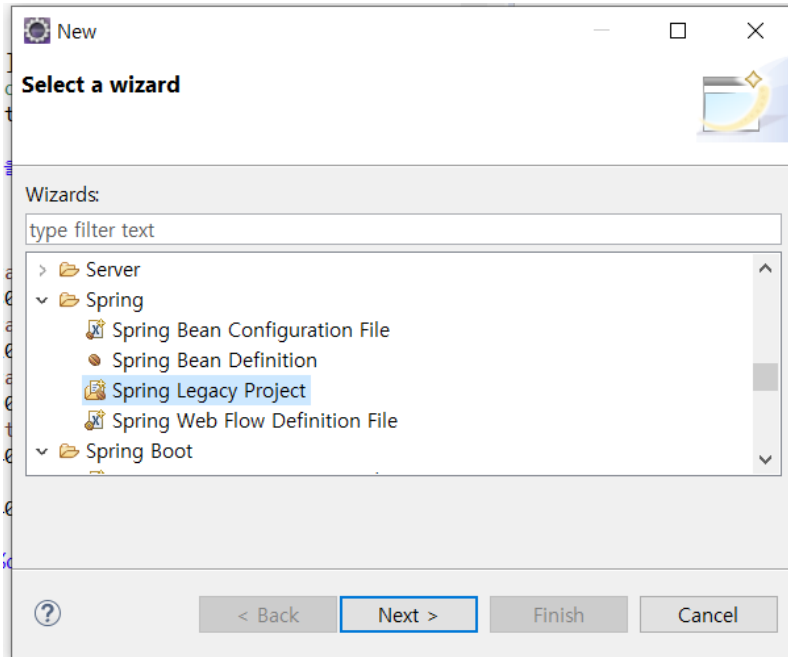 New
Select a wizard
Wizards:
type filter text
Server
Spring
Spring Bean Configuration File
Spring Bean Definition
Spring Legacy Project
Spring Web Flow Definition File
Spring Boot
< Back
Next >
Finish
Cancel